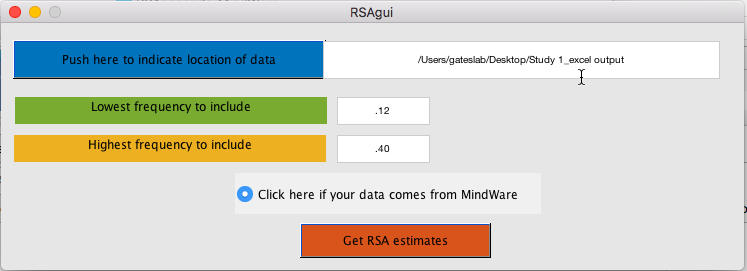 RSAgui
Push here to indicate location of data
/Users/gateslab/Desktop/Study 1_excel output
Lowest frequency to include
.12
Highest frequency to include
.40
Click here if your data comes from MindWare
Get RSA estimates